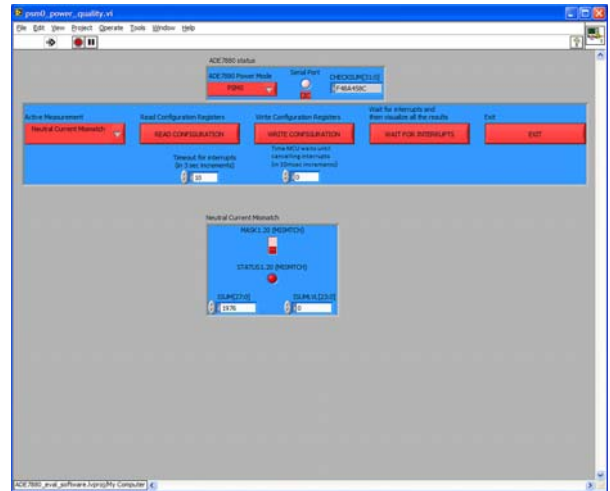 psm0_power_quality.vi
File Edit View Project Operate Tools Window Help
ADE7880 status
ADE7880 Power Mode
Serial Port
CHECKSUM[31:0]
PSM0
Active Measurement
Read Configuration Registers
Write Configuration Registers
Wait for interrupts and
then visualize all the results
Exit
Neutral Current Mismatch
READ CONFIGURATION
WRITE CONFIGURATION
WAIT FOR INTERRUPTS
EXIT
Timeout for interrupts
(in 3 sec increments)
10
Time MCU waits until
cancelling interrupts
(in 10msec increments)
0
Neutral Current Mismatch
MASK1.20 (MISMTCH)
STATUS1.20 (MISMTCH)
ISUM[27:0]
1976
ISUMLVL[23:0]
0
ADE7880_eval_software.lvproj/My Computer